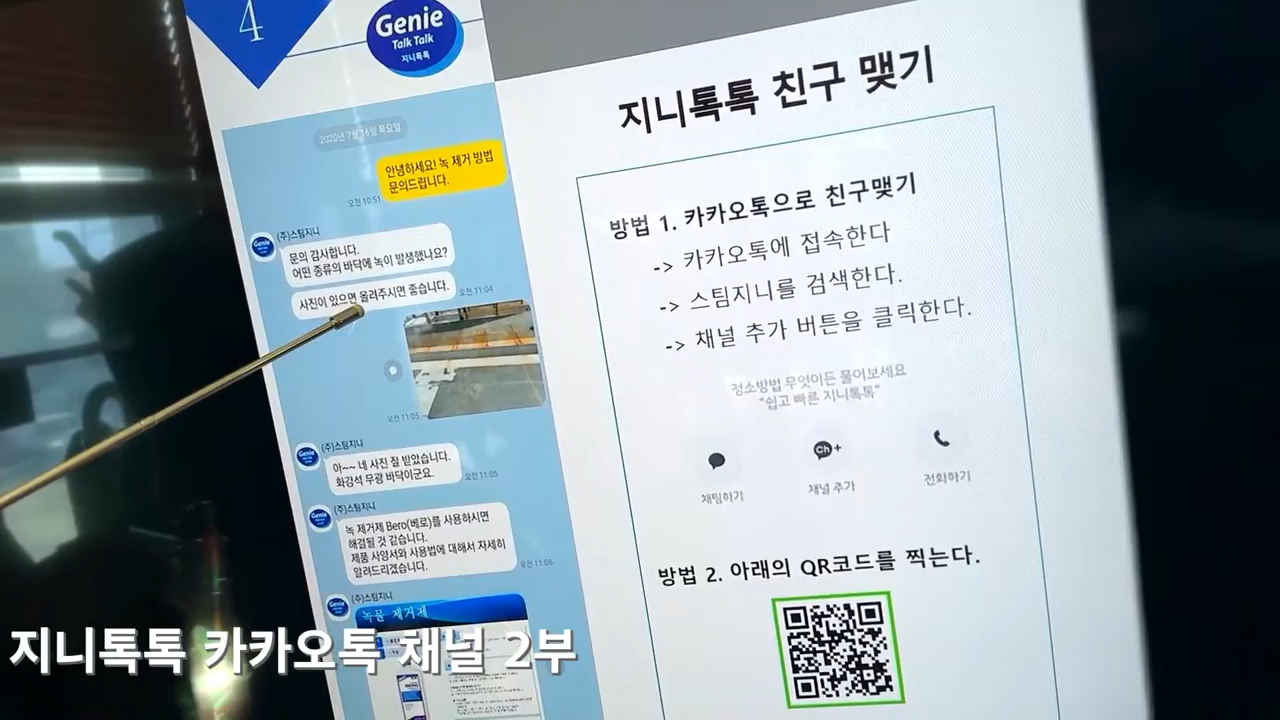 4
Genie
Talk Talk
지니톡톡
2020년 7월 16일 목요일
안녕하세요! 녹 제거 방법
문의드립니다.
오전 10:51
(주)스팀지니
문의 감사합니다.
어떤 종류의 바닥에 녹이 발생했나요?
사진이 있으면 올려주시면 좋습니다.
오전 11:04
오전 11:05
(주)스팀지니
아~~ 네 사진 잘 받았습니다.
화강석 무광 바닥이군요.
오전 11:05
(주)스팀지니
녹 제거제 Bero(베로)를 사용하시면
해결될 것 같습니다.
제품 사양서와 사용법에 대해서 자세히
알려드리겠습니다.
오전 11:06
(주)스팀지니
녹물 제거제
지니톡톡 친구 맺기
방법 1. 카카오톡으로 친구맺기
-> 카카오톡에 접속한다
-> 스팀지니를 검색한다.
-> 채널 추가 버튼을 클릭한다.
청소방법 무엇이든 물어보세요
"쉽고 빠른 지니톡톡"
Ch+
채팅하기
채널 추가
전화하기
방법 2. 아래의 QR코드를 찍는다.
지니톡톡 카카오톡 채널 2부